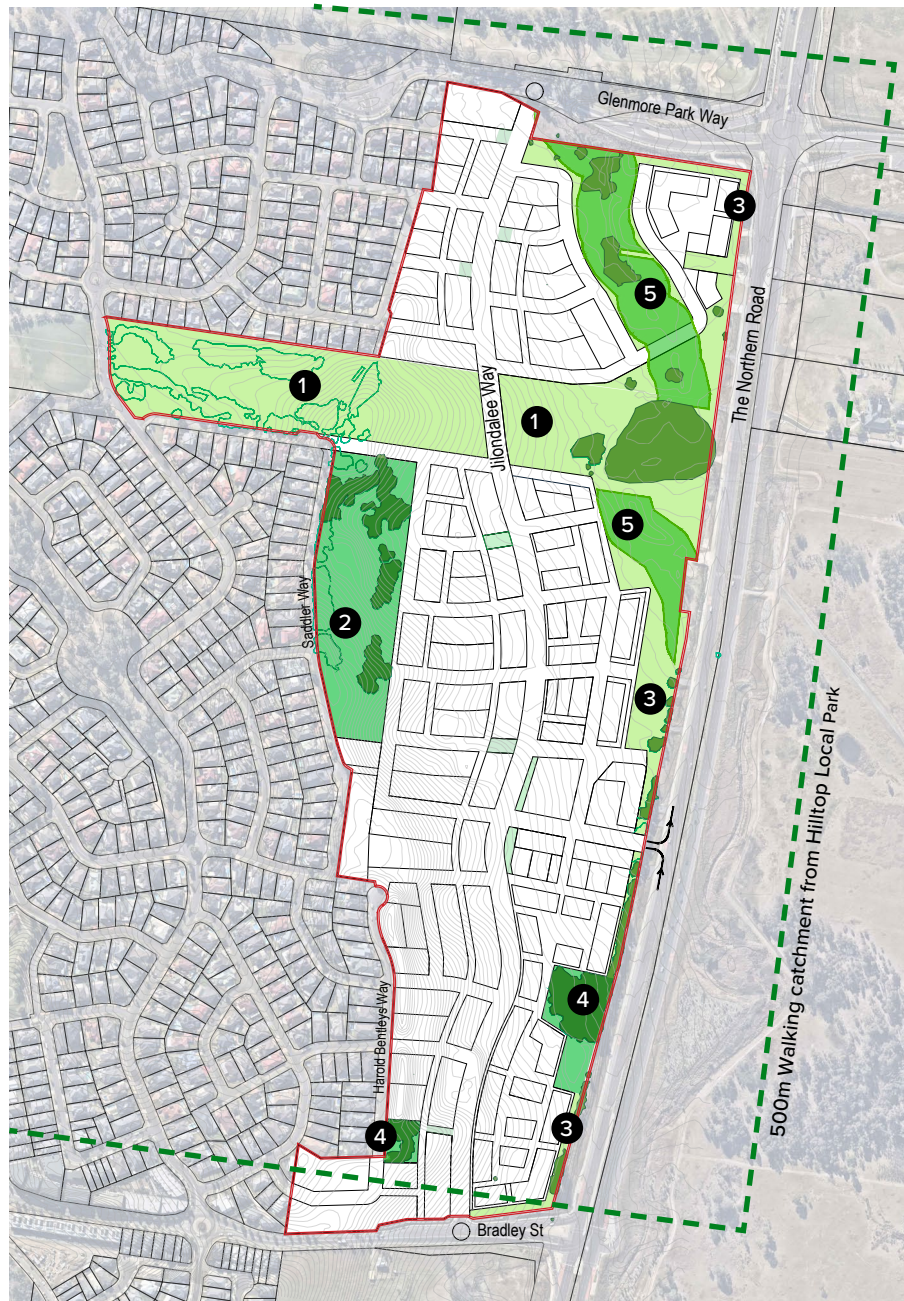 Glenmore Park Way
3
5
The Northern Road
1
Jilondalee Way
1
5
Saddler Way
2
3
500m Walking catchment from Hilltop Local Park
4
Harold Bentleys Way
3
4
Bradley St